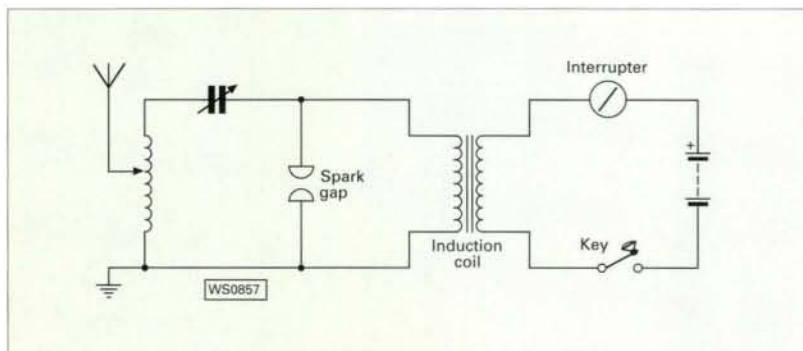 Interrupter
+
Spark
gap
Induction
coil
Key
WS0857